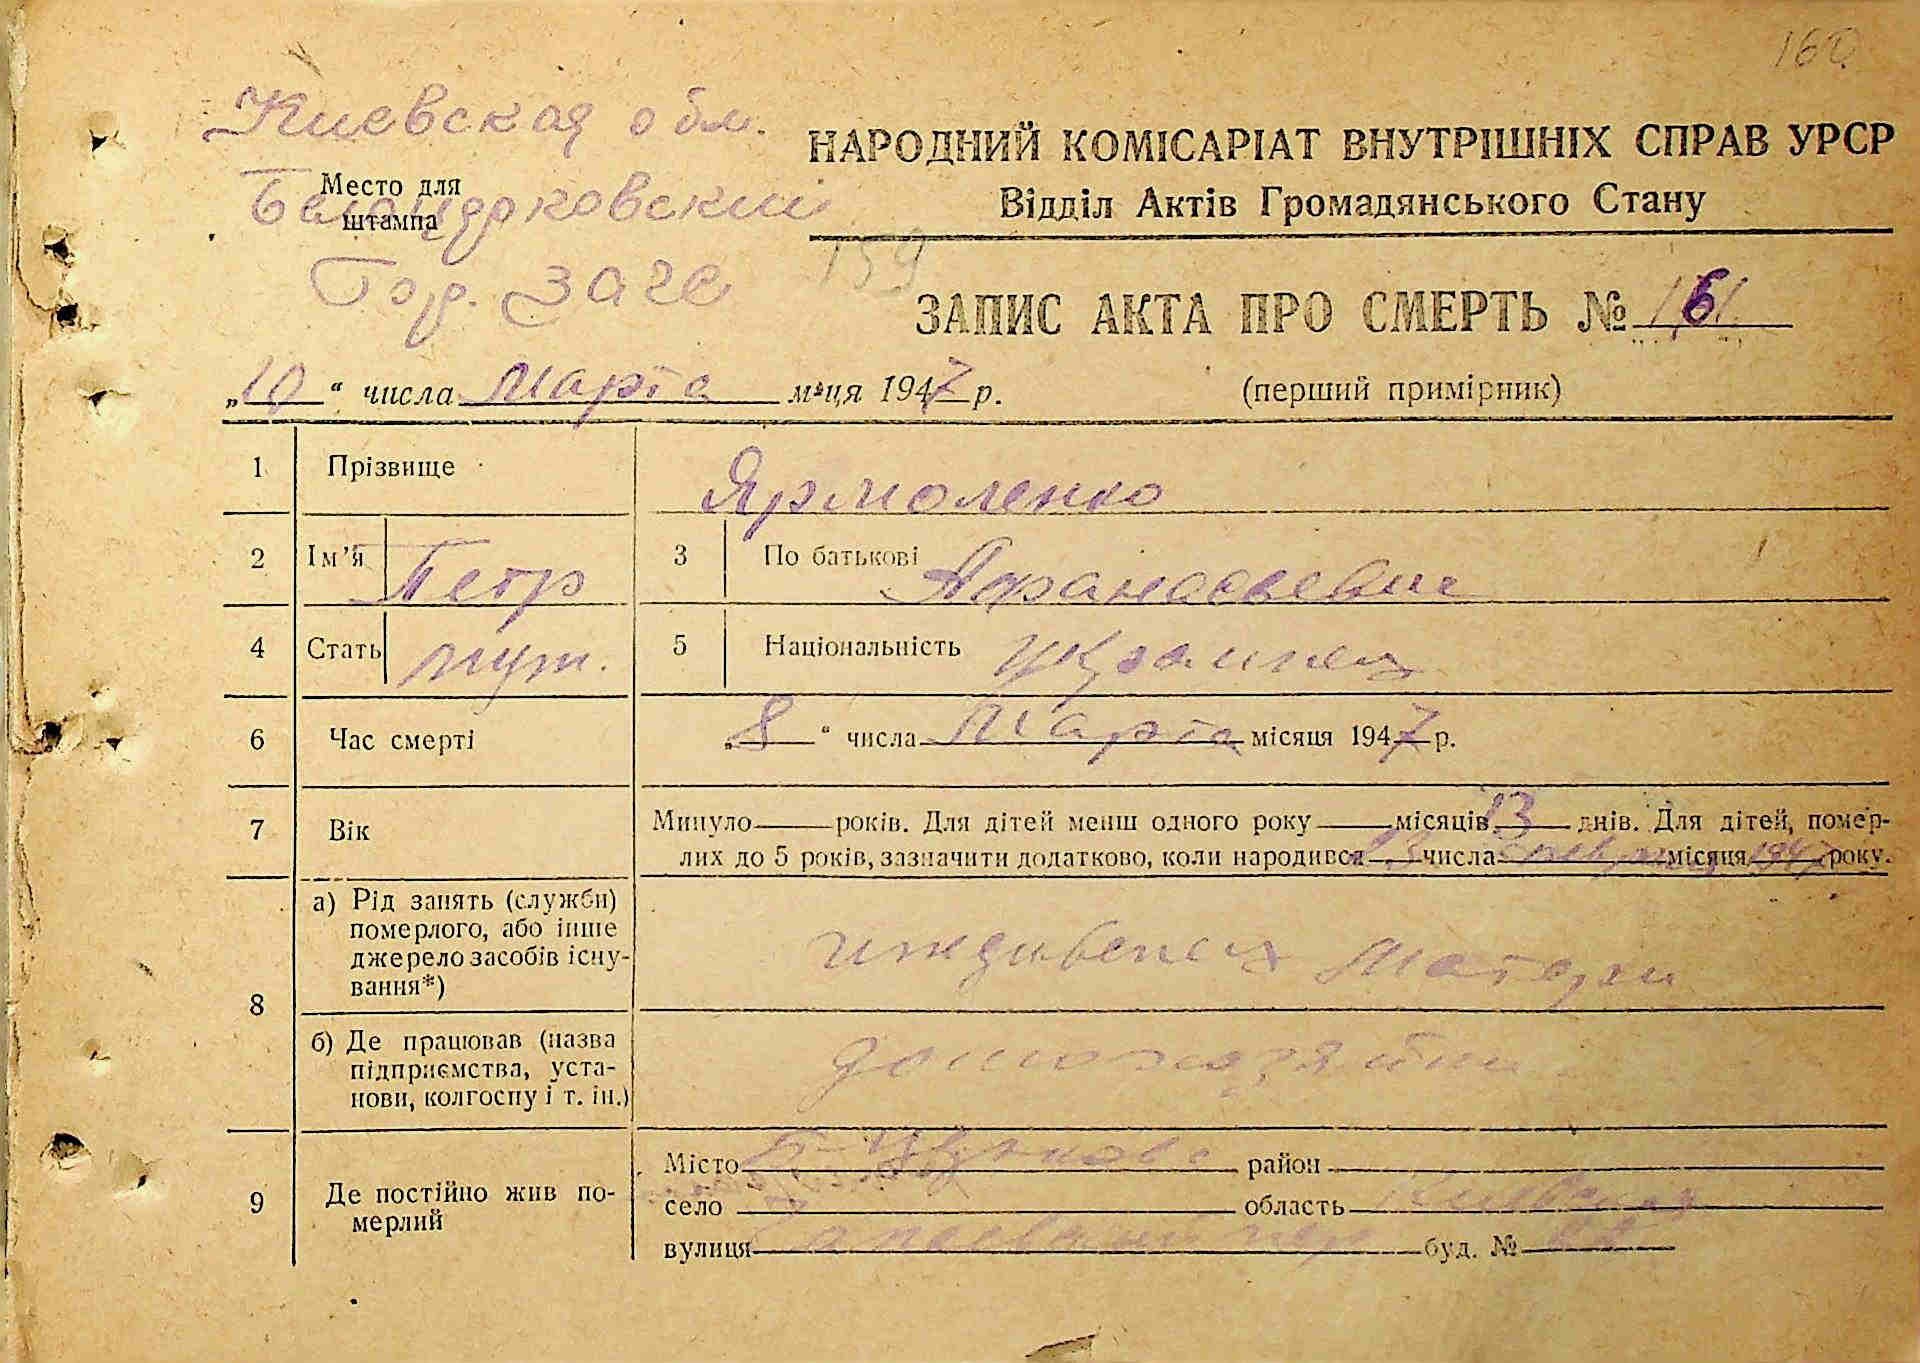 160
Киевская обл.
НАРОДНИЙ КОМІСАРІАТ ВНУТРІШНІХ СПРАВ УРСР
Место для
штампа
Белоцерковский
Відділ Актів Громадянського Стану
Гор. ЗАГС
159
ЗАПИС АКТА ПРО СМЕРТЬ № 161.
„10“ числа Марта м-ця 1947 р.
(перший примірник)
1 Прізвище Ярмоленко
2 Ім’я Петр 3 По батькові Афанасьевич
4 Стать муж. 5 Національність украинец
6 Час смерті „8“ числа Марта місяця 1947 р.
7 Вік Минуло — років. Для дітей менш одного року — місяців 13 днів. Для дітей, помер-
лих до 5 років, зазначити додатково, коли народився числа місяця 1947 року.
8 а) Рід занять (служби)
померлого, або інше
джерело засобів існу-
вання*)
иждивенец Матери
б) Де працював (назва
підприємства, уста-
нови, колгоспу і т. ін.)
домохозяйки
9 Де постійно жив по-
мерлий
Місто Б-Церковь район
село область Киевская
вулиця буд. №